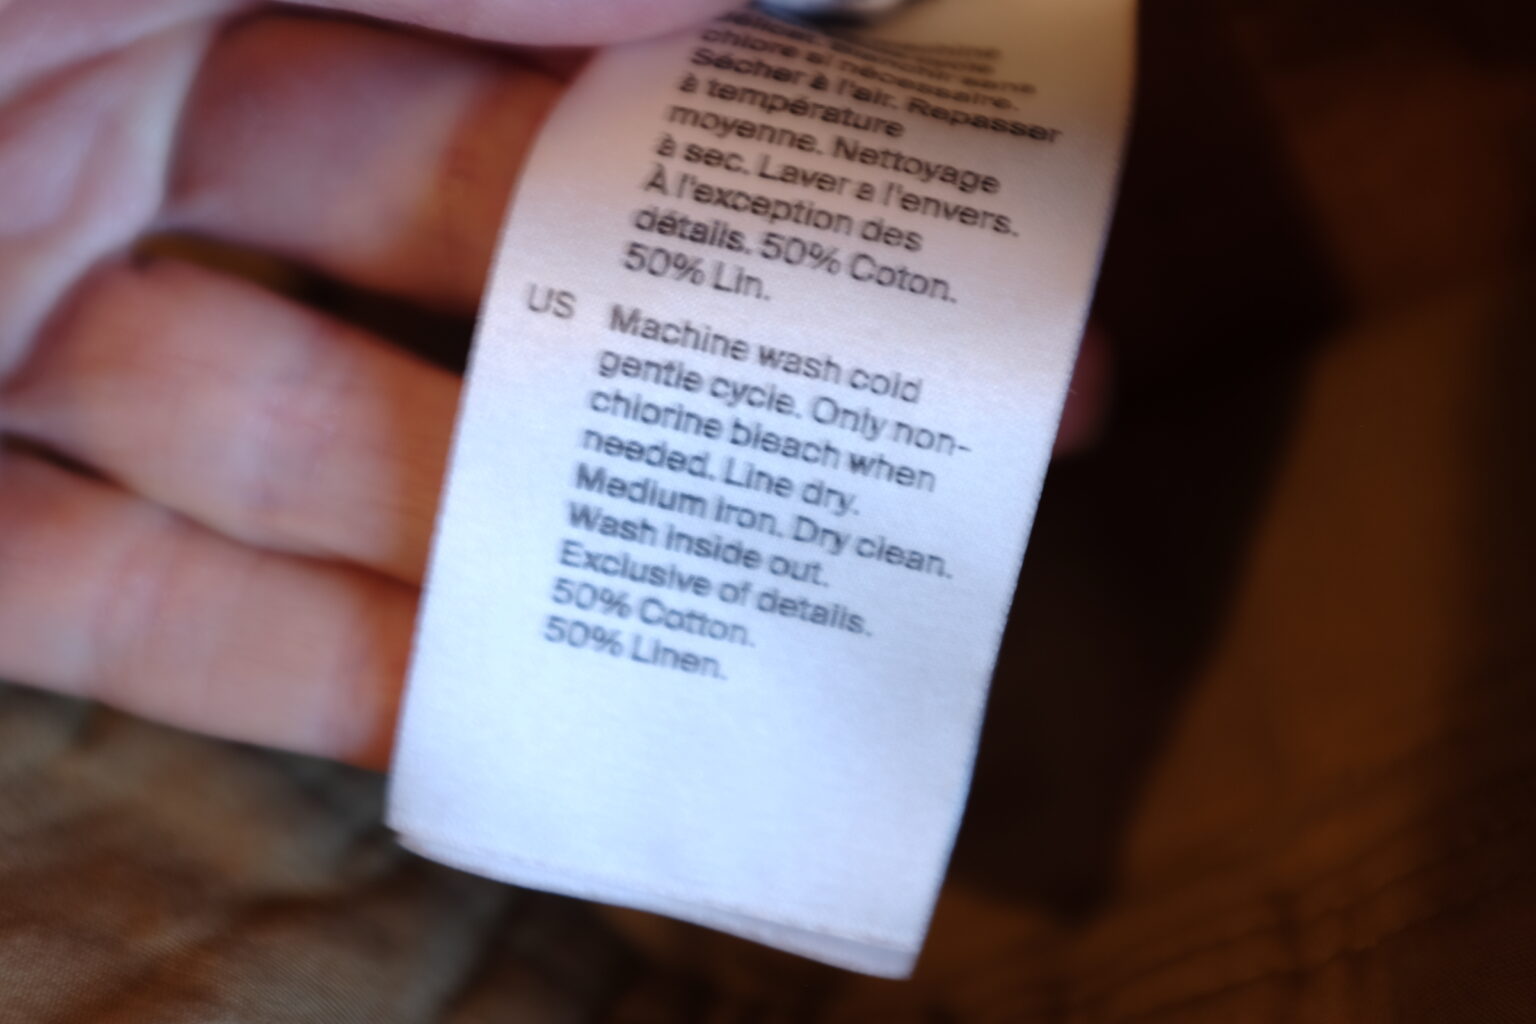 chlore si nécessaire.
Sécher à l'air. Repasser
à température
moyenne. Nettoyage
à sec. Laver a l'envers.
À l'exception des
détails. 50% Coton.
50% Lin.
US Machine wash cold
gentle cycle. Only non-
chlorine bleach when
needed. Line dry.
Medium iron. Dry clean.
Wash inside out.
Exclusive of details.
50% Cotton.
50% Linen.